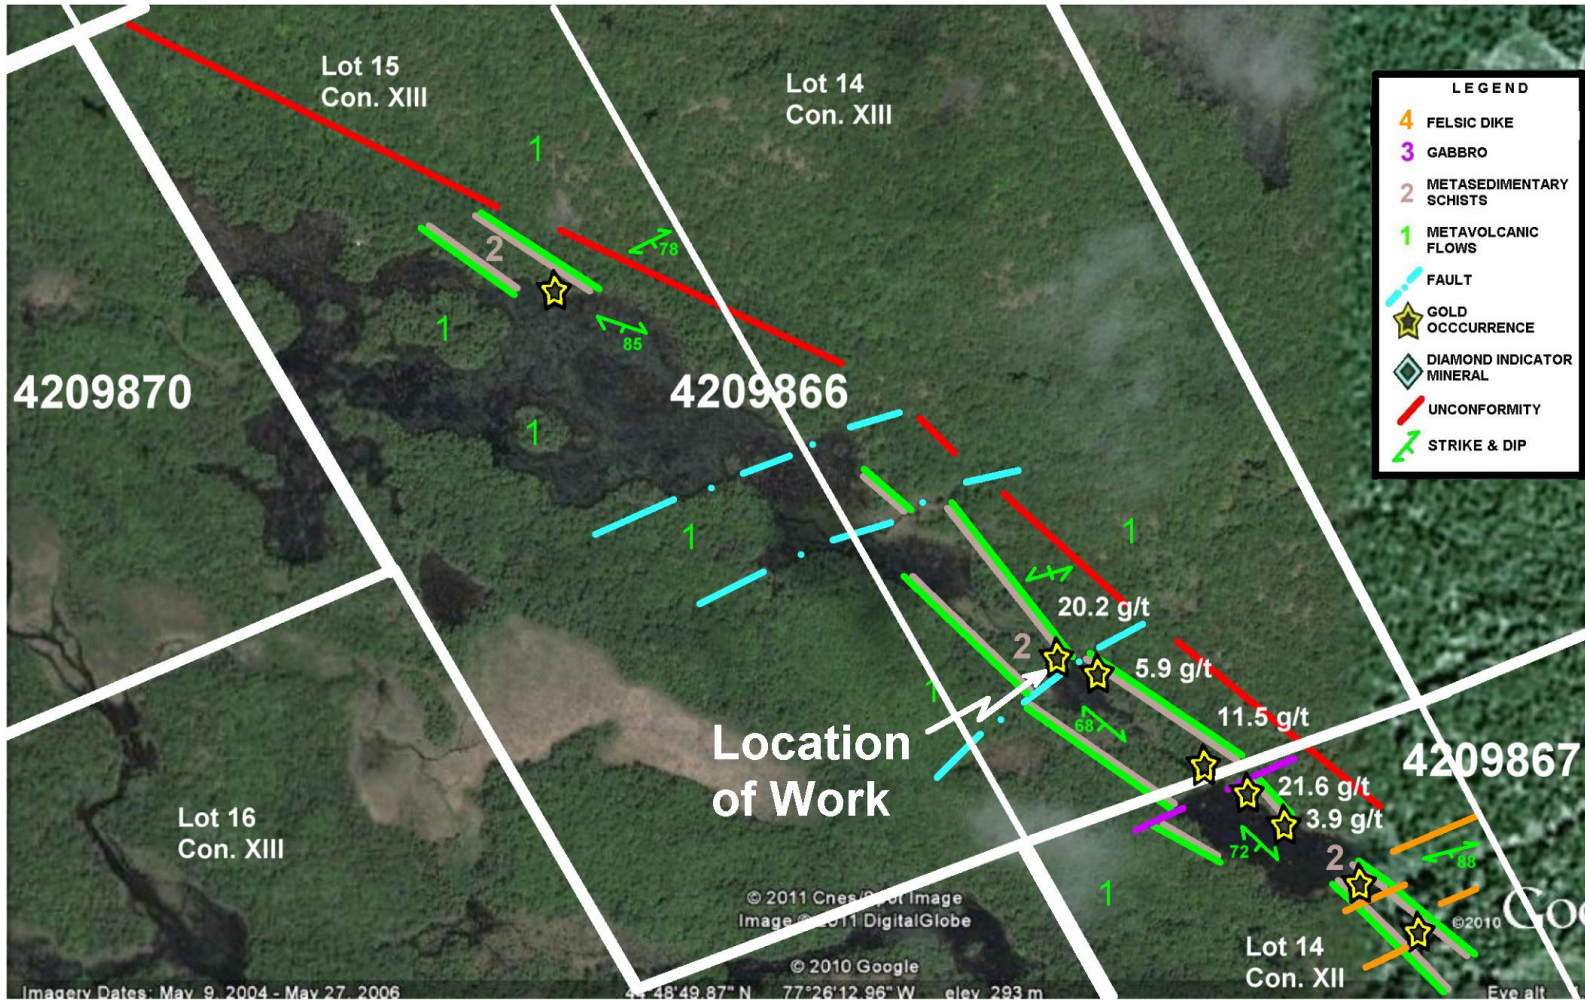 Lot 15
Con. XIII
Lot 14
Con. XIII
LEGEND
4 FELSIC DIKE
3 GABBRO
2 METASEDIMENTARY
SCHISTS
1 METAVOLCANIC
FLOWS
FAULT
GOLD
OCCCURRENCE
DIAMOND INDICATOR
MINERAL
UNCONFORMITY
STRIKE & DIP
1
2
78
1
85
4209870
4209866
1
1
1
20.2 g/t
2
5.9 g/t
1
68
11.5 g/t
Location
of Work
4209867
21.6 g/t
3.9 g/t
Lot 16
Con. XIII
72
2
88
1
© 2011 Cnes/Spot Image
Image © 2011 DigitalGlobe
©2010 Goo
Lot 14
Con. XII
© 2010 Google
Imagery Dates: May 9, 2004 - May 27, 2006
44°48'49.87" N 77°26'12.96" W elev 293 m
Eye alt